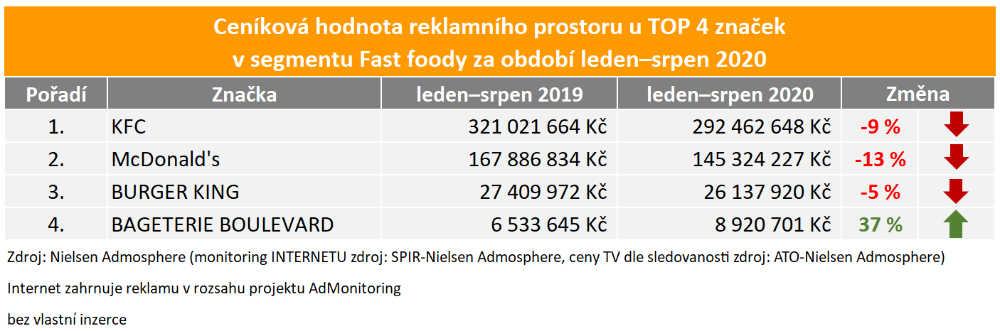 Ceníková hodnota reklamního prostoru u TOP 4 značek
v segmentu Fast foody za období leden–srpen 2020
Pořadí Značka leden–srpen 2019 leden–srpen 2020 Změna
1. KFC 321 021 664 Kč 292 462 648 Kč -9 %
2. McDonald's 167 886 834 Kč 145 324 227 Kč -13 %
3. BURGER KING 27 409 972 Kč 26 137 920 Kč -5 %
4. BAGETERIE BOULEVARD 6 533 645 Kč 8 920 701 Kč 37 %
Zdroj: Nielsen Admosphere (monitoring INTERNETU zdroj: SPIR-Nielsen Admosphere, ceny TV dle sledovanosti zdroj: ATO-Nielsen Admosphere)
Internet zahrnuje reklamu v rozsahu projektu AdMonitoring
bez vlastní inzerce